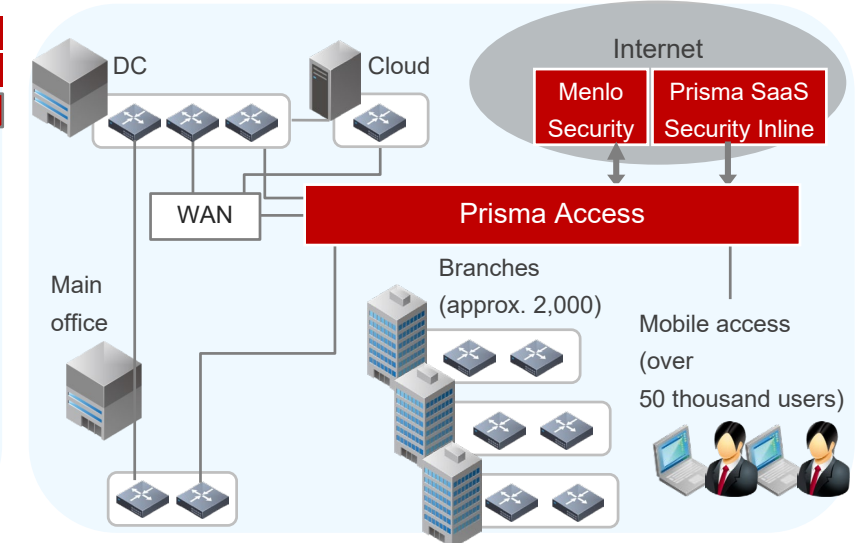 DC
Cloud
Internet
Menlo
Security
Prisma SaaS
Security Inline
WAN
Prisma Access
Main
office
Branches
(approx. 2,000)
Mobile access
(over
50 thousand users)